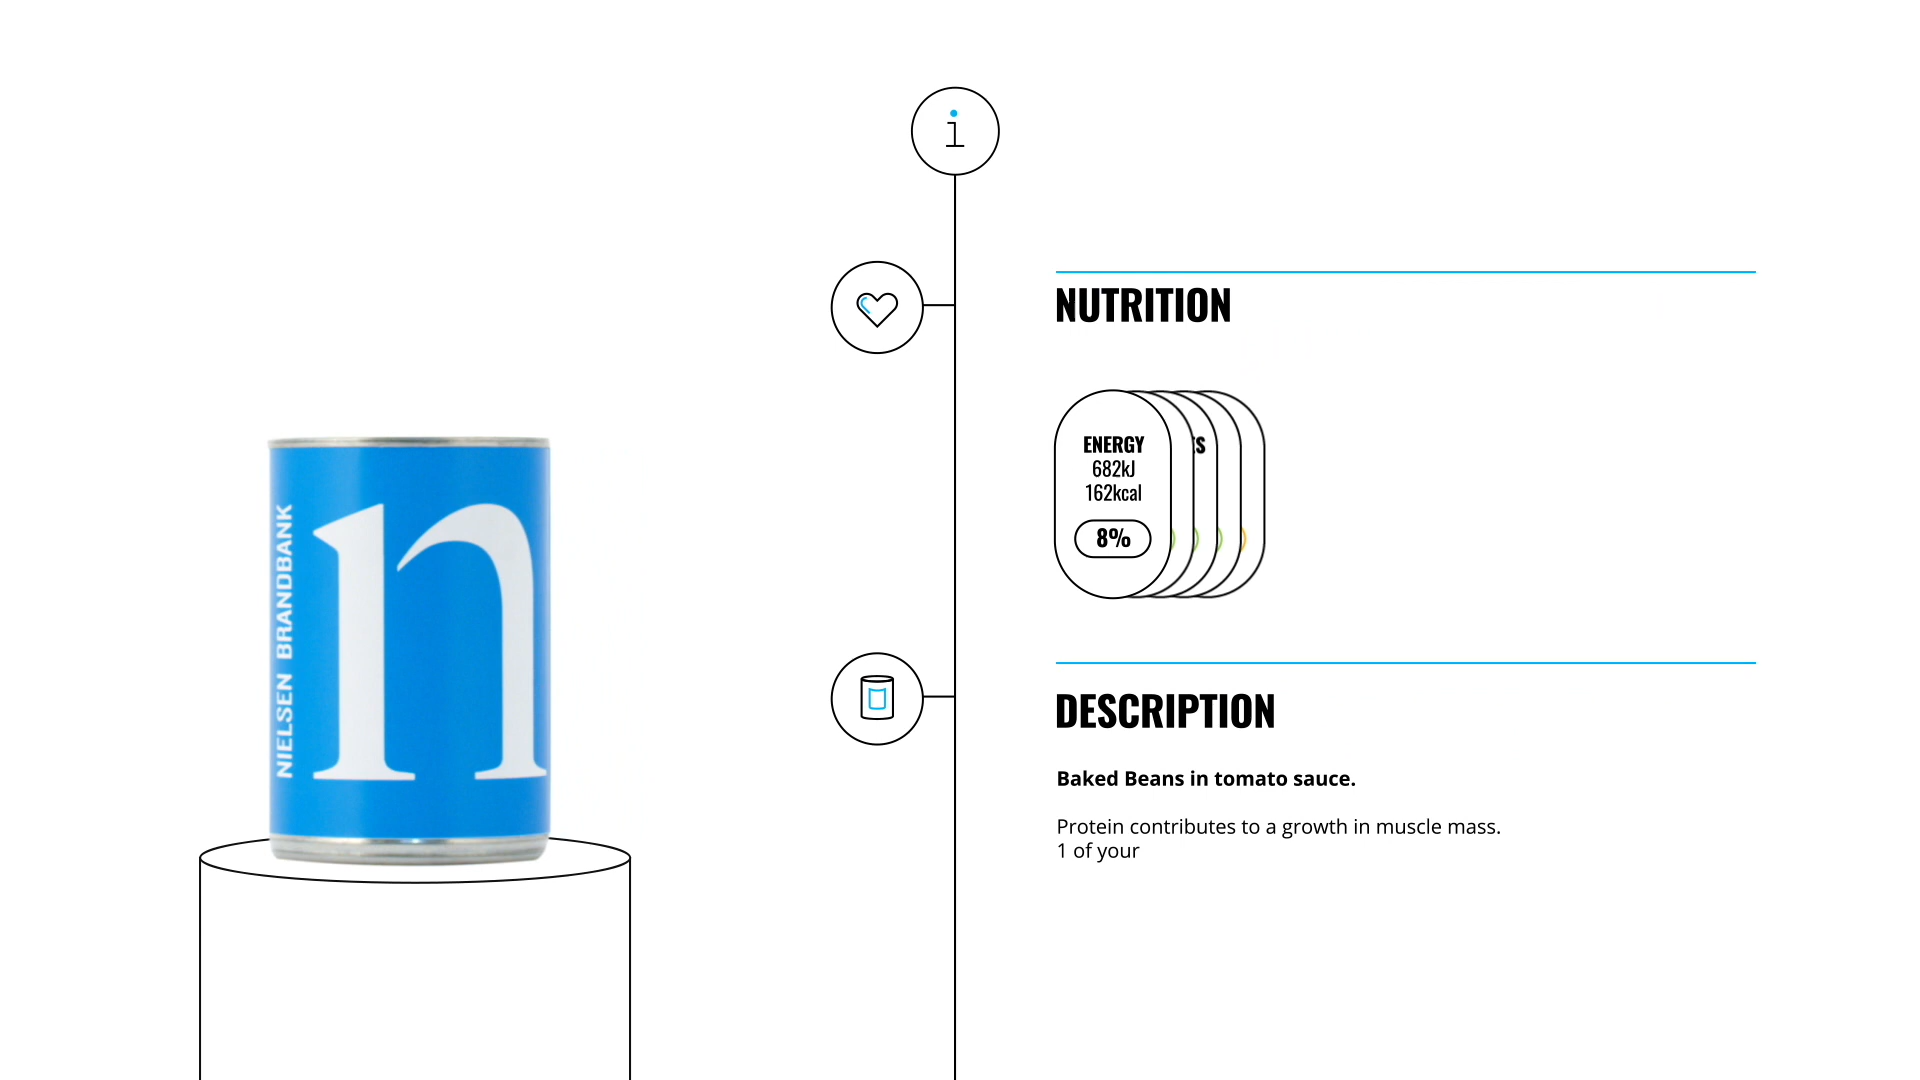 i
NIELSEN BRANDBANK
n
NUTRITION
ENERGY
682kJ
162kcal
8%
DESCRIPTION
Baked Beans in tomato sauce.
Protein contributes to a growth in muscle mass.
1 of your